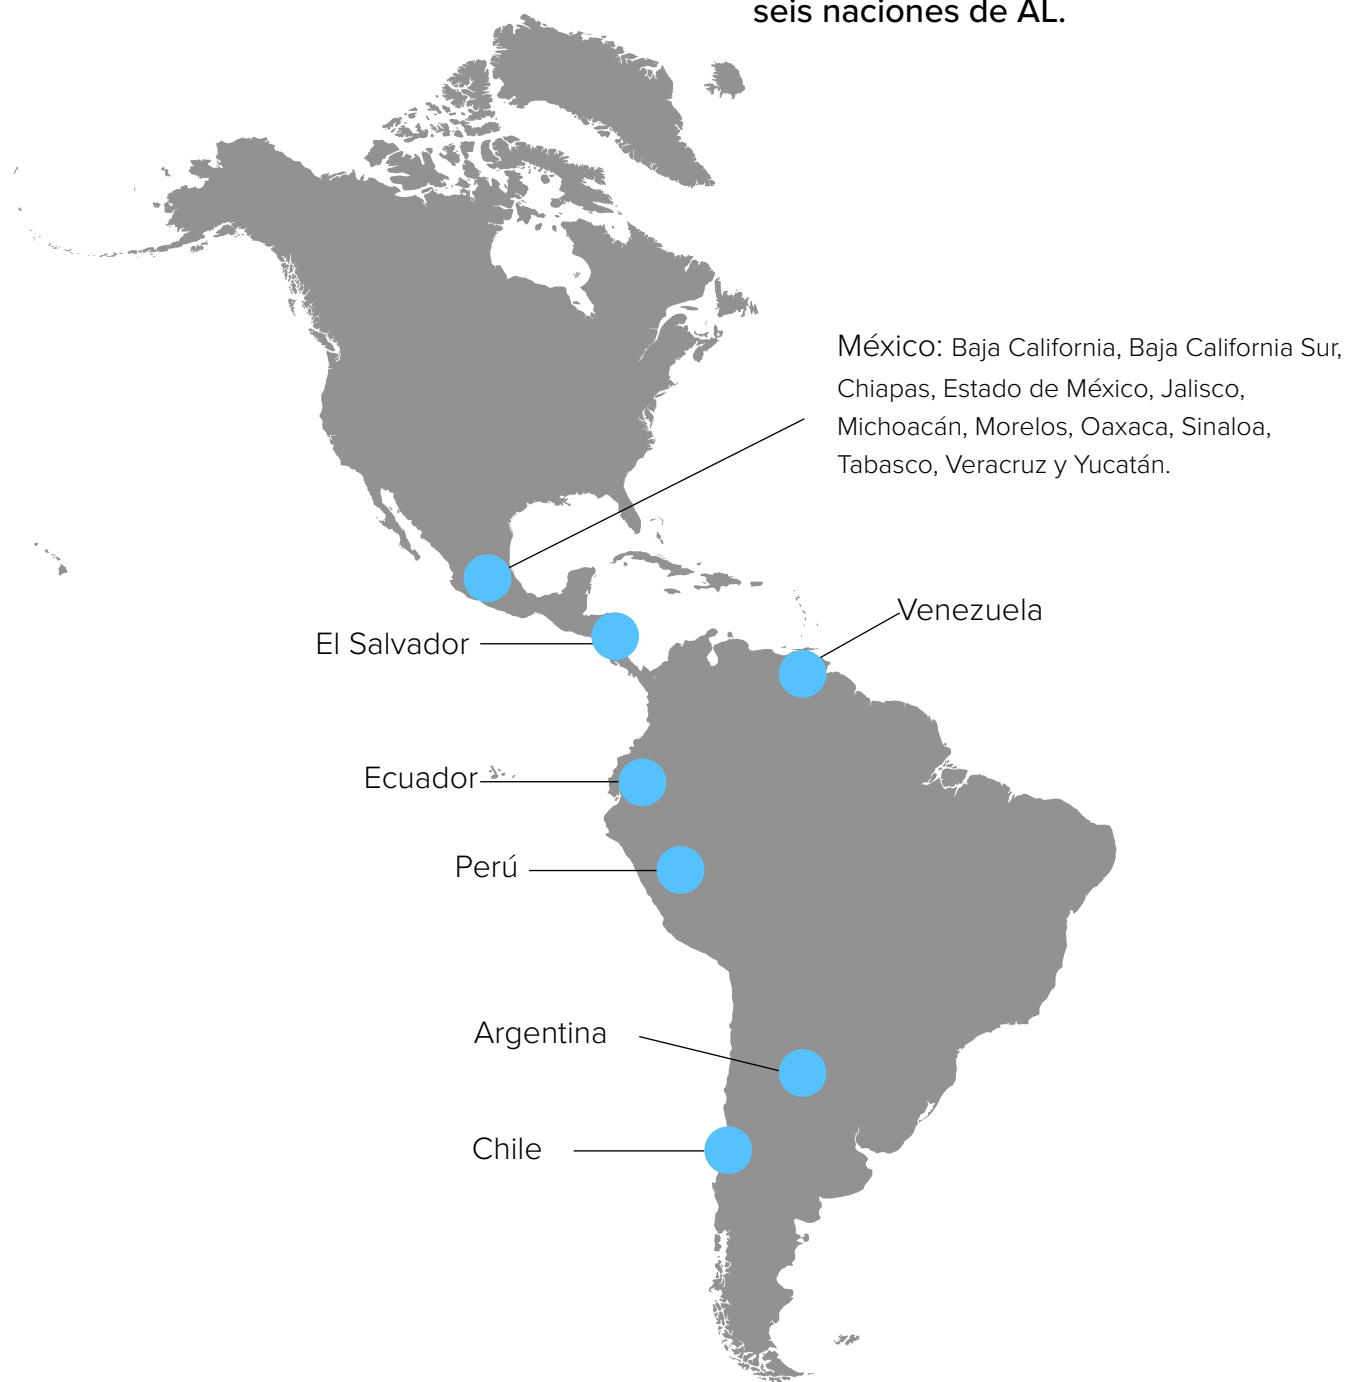 seis naciones de AL.
México: Baja California, Baja California Sur,
Chiapas, Estado de México, Jalisco,
Michoacán, Morelos, Oaxaca, Sinaloa,
Tabasco, Veracruz y Yucatán.
Venezuela
El Salvador
Ecuador
Perú
Argentina
Chile